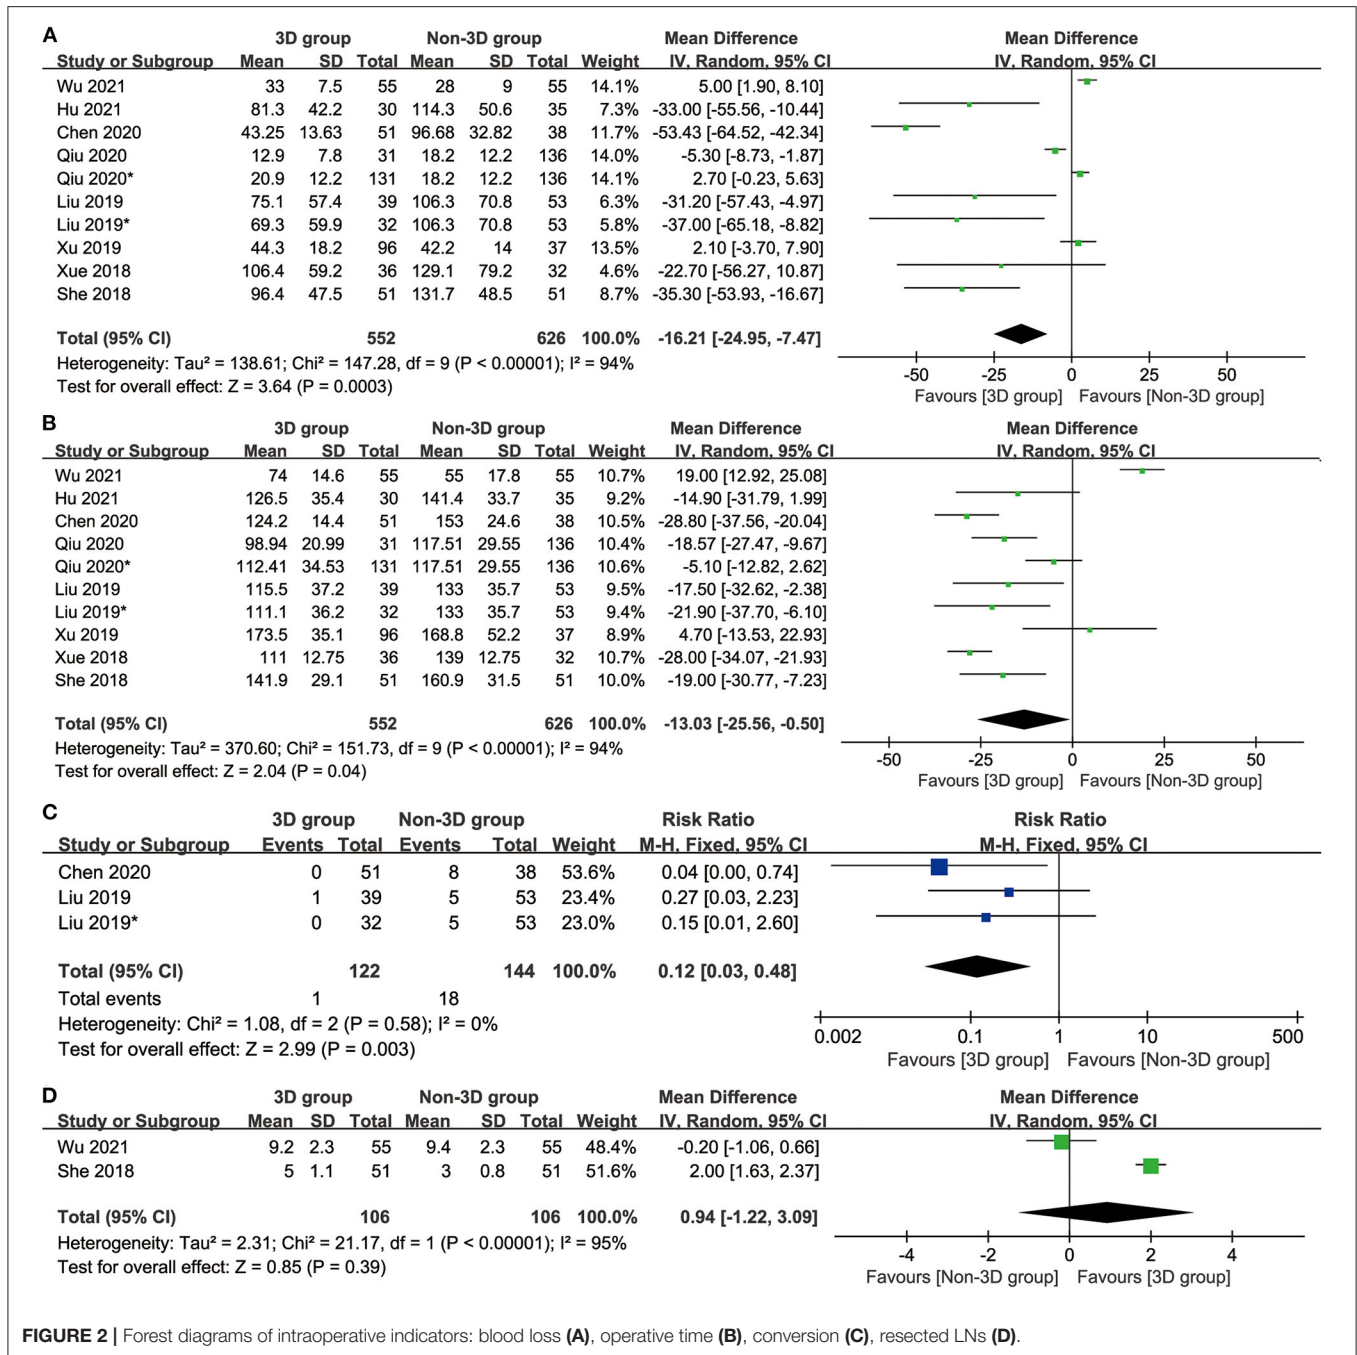 A
3D group Non-3D group Mean Difference Mean Difference
Study or Subgroup Mean SD Total Mean SD Total Weight IV, Random, 95% CI IV, Random, 95% CI
Wu 2021 33 7.5 55 28 9 55 14.1% 5.00 [1.90, 8.10]
Hu 2021 81.3 42.2 30 114.3 50.6 35 7.3% -33.00 [-55.56, -10.44]
Chen 2020 43.25 13.63 51 96.68 32.82 38 11.7% -53.43 [-64.52, -42.34]
Qiu 2020 12.9 7.8 31 18.2 12.2 136 14.0% -5.30 [-8.73, -1.87]
Qiu 2020* 20.9 12.2 131 18.2 12.2 136 14.1% 2.70 [-0.23, 5.63]
Liu 2019 75.1 57.4 39 106.3 70.8 53 6.3% -31.20 [-57.43, -4.97]
Liu 2019* 69.3 59.9 32 106.3 70.8 53 5.8% -37.00 [-65.18, -8.82]
Xu 2019 44.3 18.2 96 42.2 14 37 13.5% 2.10 [-3.70, 7.90]
Xue 2018 106.4 59.2 36 129.1 79.2 32 4.6% -22.70 [-56.27, 10.87]
She 2018 96.4 47.5 51 131.7 48.5 51 8.7% -35.30 [-53.93, -16.67]
Total (95% CI) 552 626 100.0% -16.21 [-24.95, -7.47]
Heterogeneity: Tau² = 138.61; Chi² = 147.28, df = 9 (P < 0.00001); I² = 94%
Test for overall effect: Z = 3.64 (P = 0.0003)
-50 -25 0 25 50
Favours [3D group] Favours [Non-3D group]
B
3D group Non-3D group Mean Difference Mean Difference
Study or Subgroup Mean SD Total Mean SD Total Weight IV, Random, 95% CI IV, Random, 95% CI
Wu 2021 74 14.6 55 55 17.8 55 10.7% 19.00 [12.92, 25.08]
Hu 2021 126.5 35.4 30 141.4 33.7 35 9.2% -14.90 [-31.79, 1.99]
Chen 2020 124.2 14.4 51 153 24.6 38 10.5% -28.80 [-37.56, -20.04]
Qiu 2020 98.94 20.99 31 117.51 29.55 136 10.4% -18.57 [-27.47, -9.67]
Qiu 2020* 112.41 34.53 131 117.51 29.55 136 10.6% -5.10 [-12.82, 2.62]
Liu 2019 115.5 37.2 39 133 35.7 53 9.5% -17.50 [-32.62, -2.38]
Liu 2019* 111.1 36.2 32 133 35.7 53 9.4% -21.90 [-37.70, -6.10]
Xu 2019 173.5 35.1 96 168.8 52.2 37 8.9% 4.70 [-13.53, 22.93]
Xue 2018 111 12.75 36 139 12.75 32 10.7% -28.00 [-34.07, -21.93]
She 2018 141.9 29.1 51 160.9 31.5 51 10.0% -19.00 [-30.77, -7.23]
Total (95% CI) 552 626 100.0% -13.03 [-25.56, -0.50]
Heterogeneity: Tau² = 370.60; Chi² = 151.73, df = 9 (P < 0.00001); I² = 94%
Test for overall effect: Z = 2.04 (P = 0.04)
-50 -25 0 25 50
Favours [3D group] Favours [Non-3D group]
C
3D group Non-3D group Risk Ratio Risk Ratio
Study or Subgroup Events Total Events Total Weight M-H, Fixed, 95% CI M-H, Fixed, 95% CI
Chen 2020 0 51 8 38 53.6% 0.04 [0.00, 0.74]
Liu 2019 1 39 5 53 23.4% 0.27 [0.03, 2.23]
Liu 2019* 0 32 5 53 23.0% 0.15 [0.01, 2.60]
Total (95% CI) 122 144 100.0% 0.12 [0.03, 0.48]
Total events 1 18
Heterogeneity: Chi² = 1.08, df = 2 (P = 0.58); I² = 0%
Test for overall effect: Z = 2.99 (P = 0.003)
0.002 0.1 1 10 500
Favours [3D group] Favours [Non-3D group]
D
3D group Non-3D group Mean Difference Mean Difference
Study or Subgroup Mean SD Total Mean SD Total Weight IV, Random, 95% CI IV, Random, 95% CI
Wu 2021 9.2 2.3 55 9.4 2.3 55 48.4% -0.20 [-1.06, 0.66]
She 2018 5 1.1 51 3 0.8 51 51.6% 2.00 [1.63, 2.37]
Total (95% CI) 106 106 100.0% 0.94 [-1.22, 3.09]
Heterogeneity: Tau² = 2.31; Chi² = 21.17, df = 1 (P < 0.00001); I² = 95%
Test for overall effect: Z = 0.85 (P = 0.39)
-4 -2 0 2 4
Favours [Non-3D group] Favours [3D group]
FIGURE 2 | Forest diagrams of intraoperative indicators: blood loss (A), operative time (B), conversion (C), resected LNs (D).